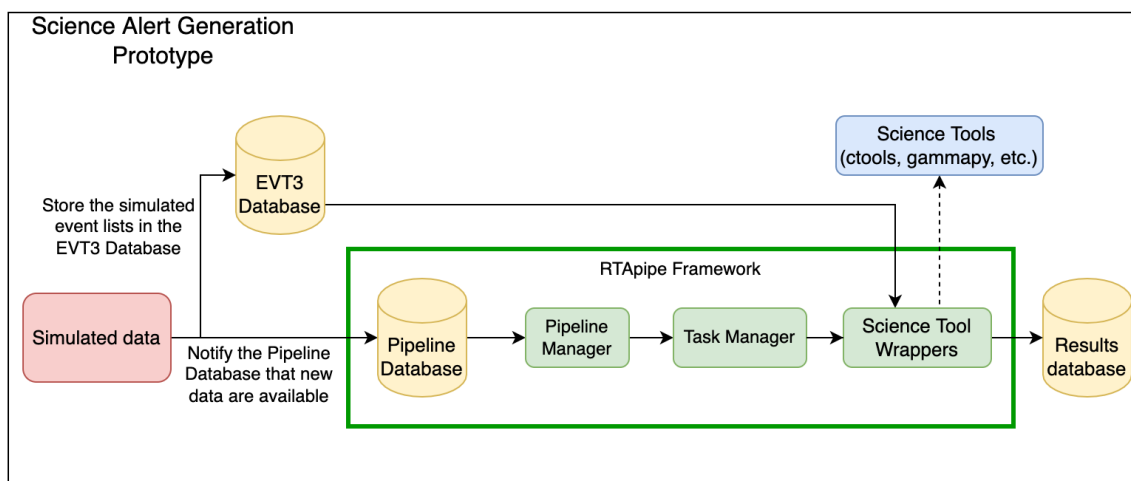 Science Alert Generation
Prototype
Science Tools
(ctools, gammapy, etc.)
EVT3
Database
Store the simulated
event lists in the
EVT3 Database
RTApipe Framework
Simulated data
Notify the Pipeline
Database that new
data are available
Pipeline
Database
Pipeline
Manager
Task Manager
Science Tool
Wrappers
Results
database